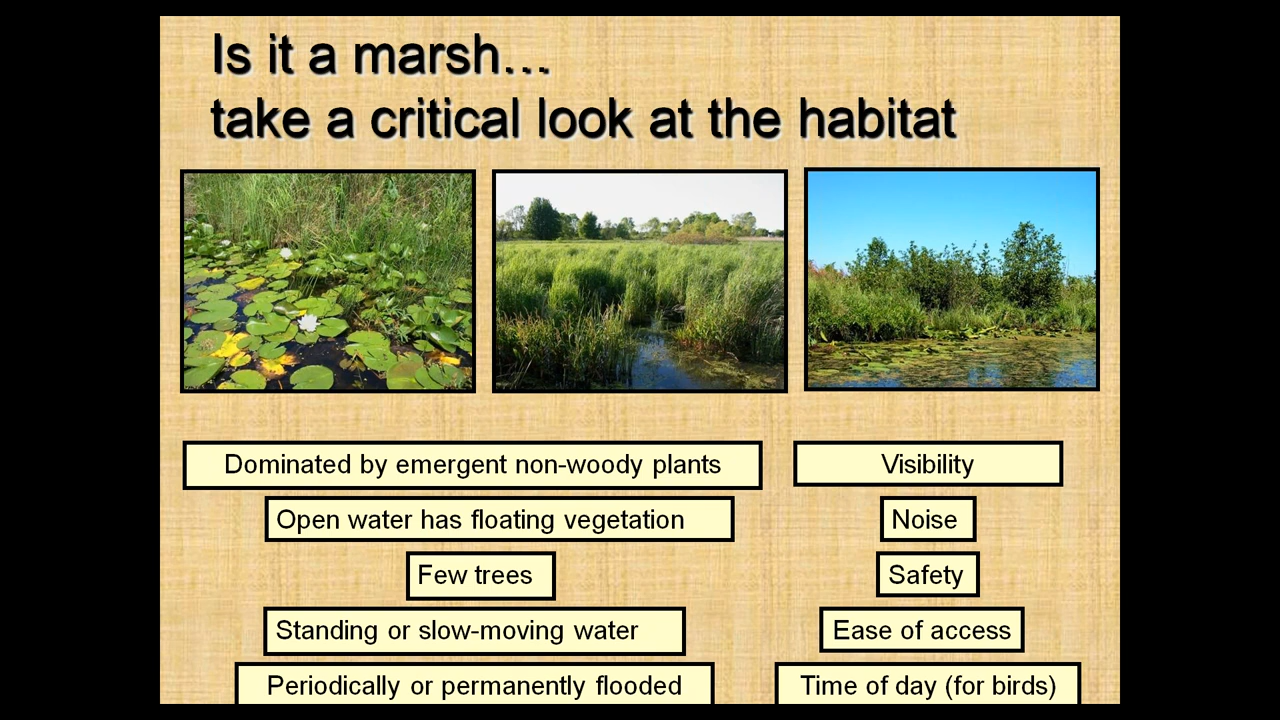 Is it a marsh…
take a critical look at the habitat
Dominated by emergent non-woody plants
Open water has floating vegetation
Few trees
Standing or slow-moving water
Periodically or permanently flooded
Visibility
Noise
Safety
Ease of access
Time of day (for birds)